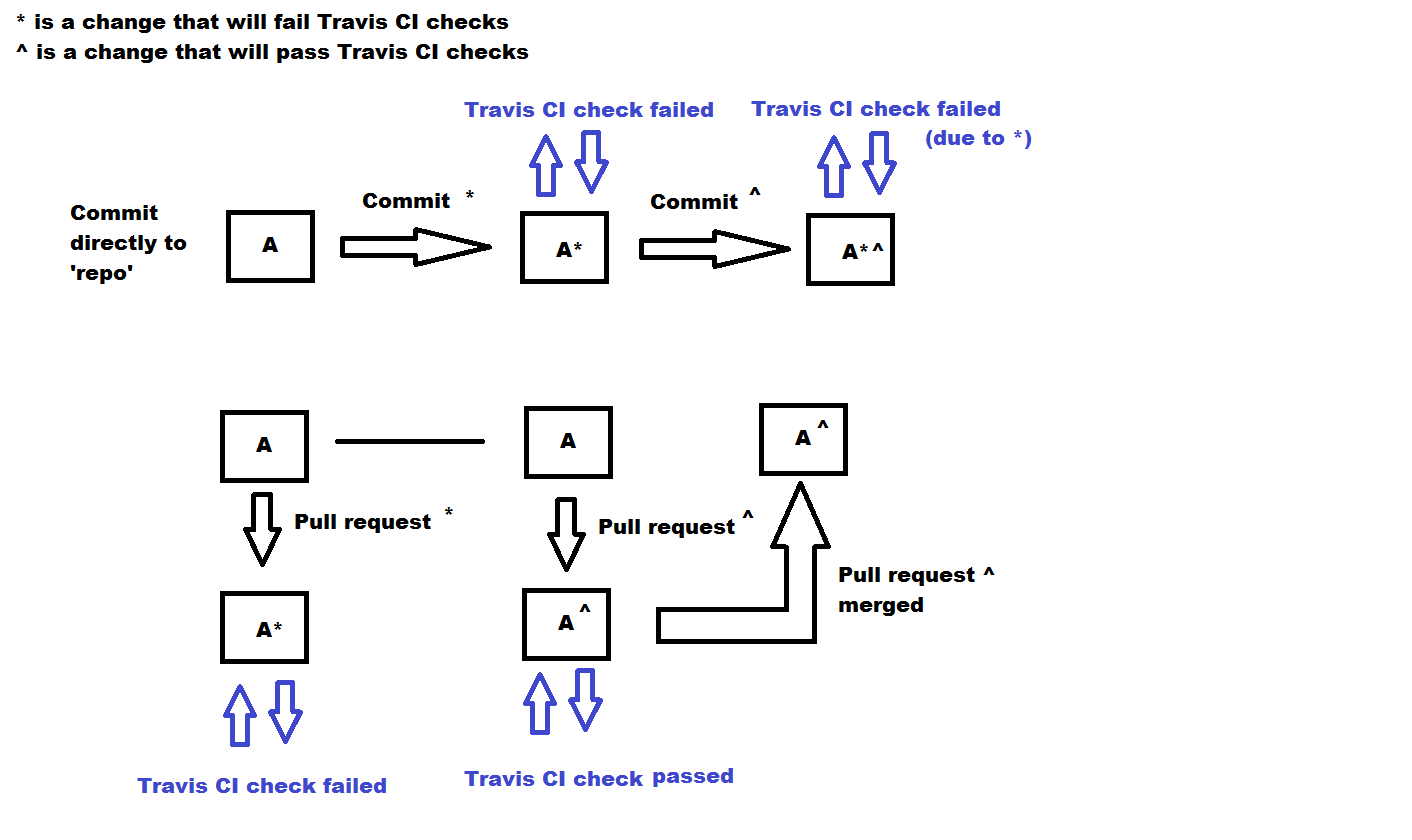 * is a change that will fail Travis CI checks
^ is a change that will pass Travis CI checks
Travis CI check failed
Travis CI check failed
(due to *)
Commit
directly to
'repo'
A
Commit *
A*
Commit ^
A*^
A
A
A^
Pull request *
Pull request ^
Pull request ^
merged
A*
A^
Travis CI check failed
Travis CI check passed